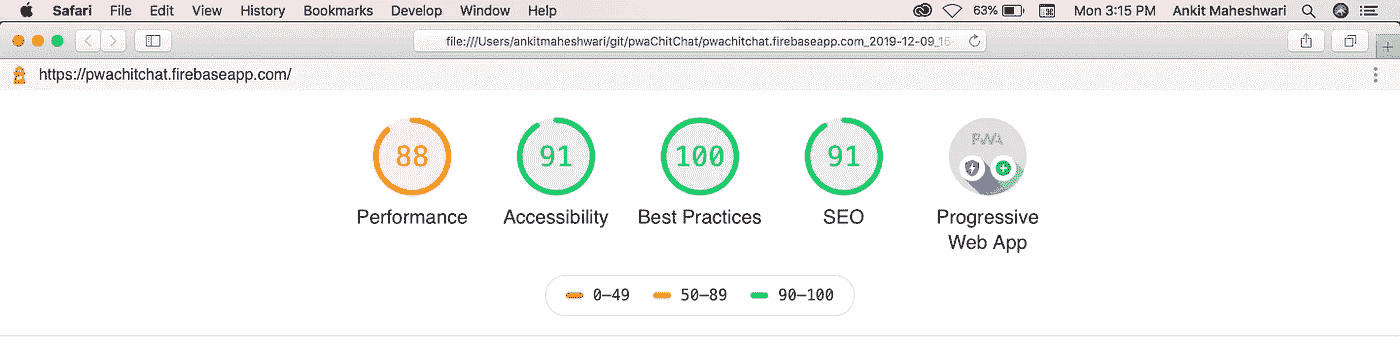 Safari File Edit View History Bookmarks Develop Window Help 63% Mon 3:15 PM Ankit Maheshwari
file:///Users/ankitmaheshwari/git/pwaChitChat/pwachitchat.firebaseapp.com_2019-12-09_15-
https://pwachitchat.firebaseapp.com/
88 91 100 91 PWA
Performance Accessibility Best Practices SEO Progressive
Web App
0–49 50–89 90–100